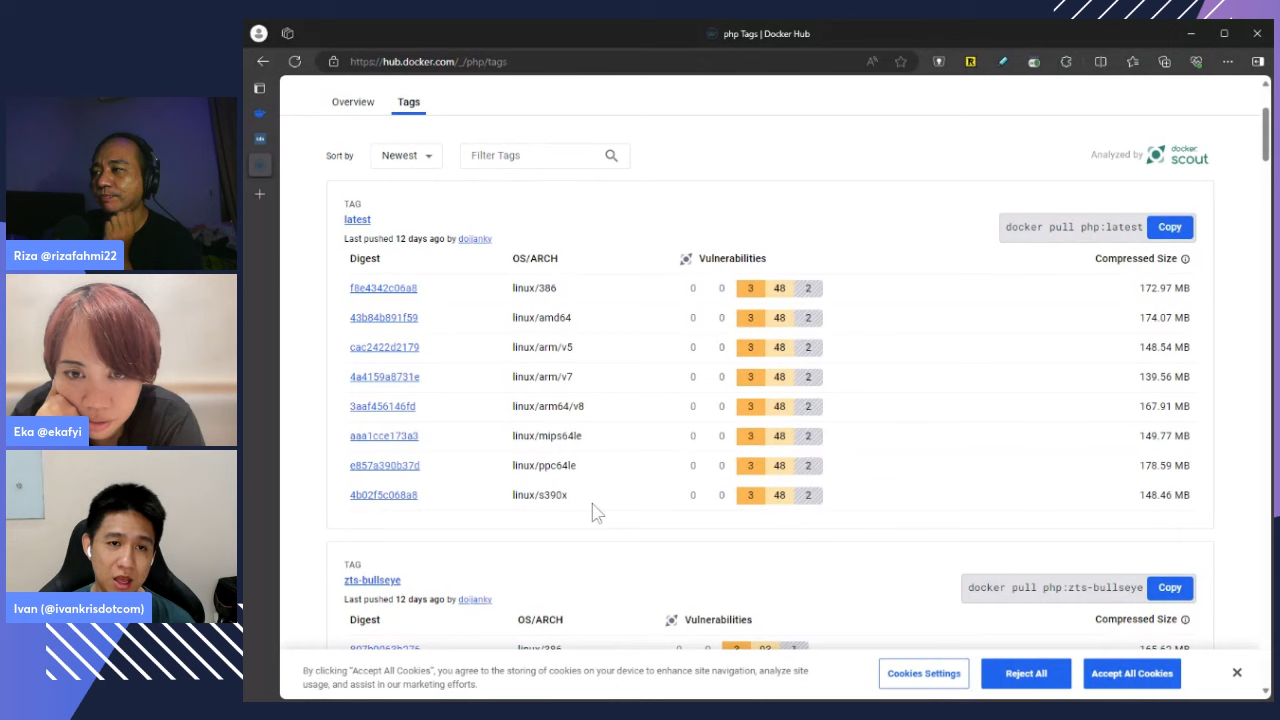 php Tags | Docker Hub
https://hub.docker.com/_/php/tags
Overview
Tags
Sort by
Newest
Filter Tags
Analyzed by docker scout
TAG
latest
Last pushed 12 days ago by doijanky
docker pull php:latest
Copy
Digest OS/ARCH Vulnerabilities Compressed Size
f8e4342c06a8 linux/386 0 0 3 48 2 172.97 MB
43b84b891f59 linux/amd64 0 0 3 48 2 174.07 MB
cac2422d2179 linux/arm/v5 0 0 3 48 2 148.54 MB
4a4159a8731e linux/arm/v7 0 0 3 48 2 139.56 MB
3aaf456146fd linux/arm64/v8 0 0 3 48 2 167.91 MB
aaa1cce173a3 linux/mips64le 0 0 3 48 2 149.77 MB
e857a390b37d linux/ppc64le 0 0 3 48 2 178.59 MB
4b02f5c068a8 linux/s390x 0 0 3 48 2 148.46 MB
TAG
zts-bullseye
Last pushed 12 days ago by doijanky
docker pull php:zts-bullseye
Copy
Digest OS/ARCH Vulnerabilities Compressed Size
By clicking "Accept All Cookies", you agree to the storing of cookies on your device to enhance site navigation, analyze site
usage, and assist in our marketing efforts.
Cookies Settings
Reject All
Accept All Cookies
Riza @rizafahmi22
Eka @ekafyi
Ivan (@ivankrisdotcom)